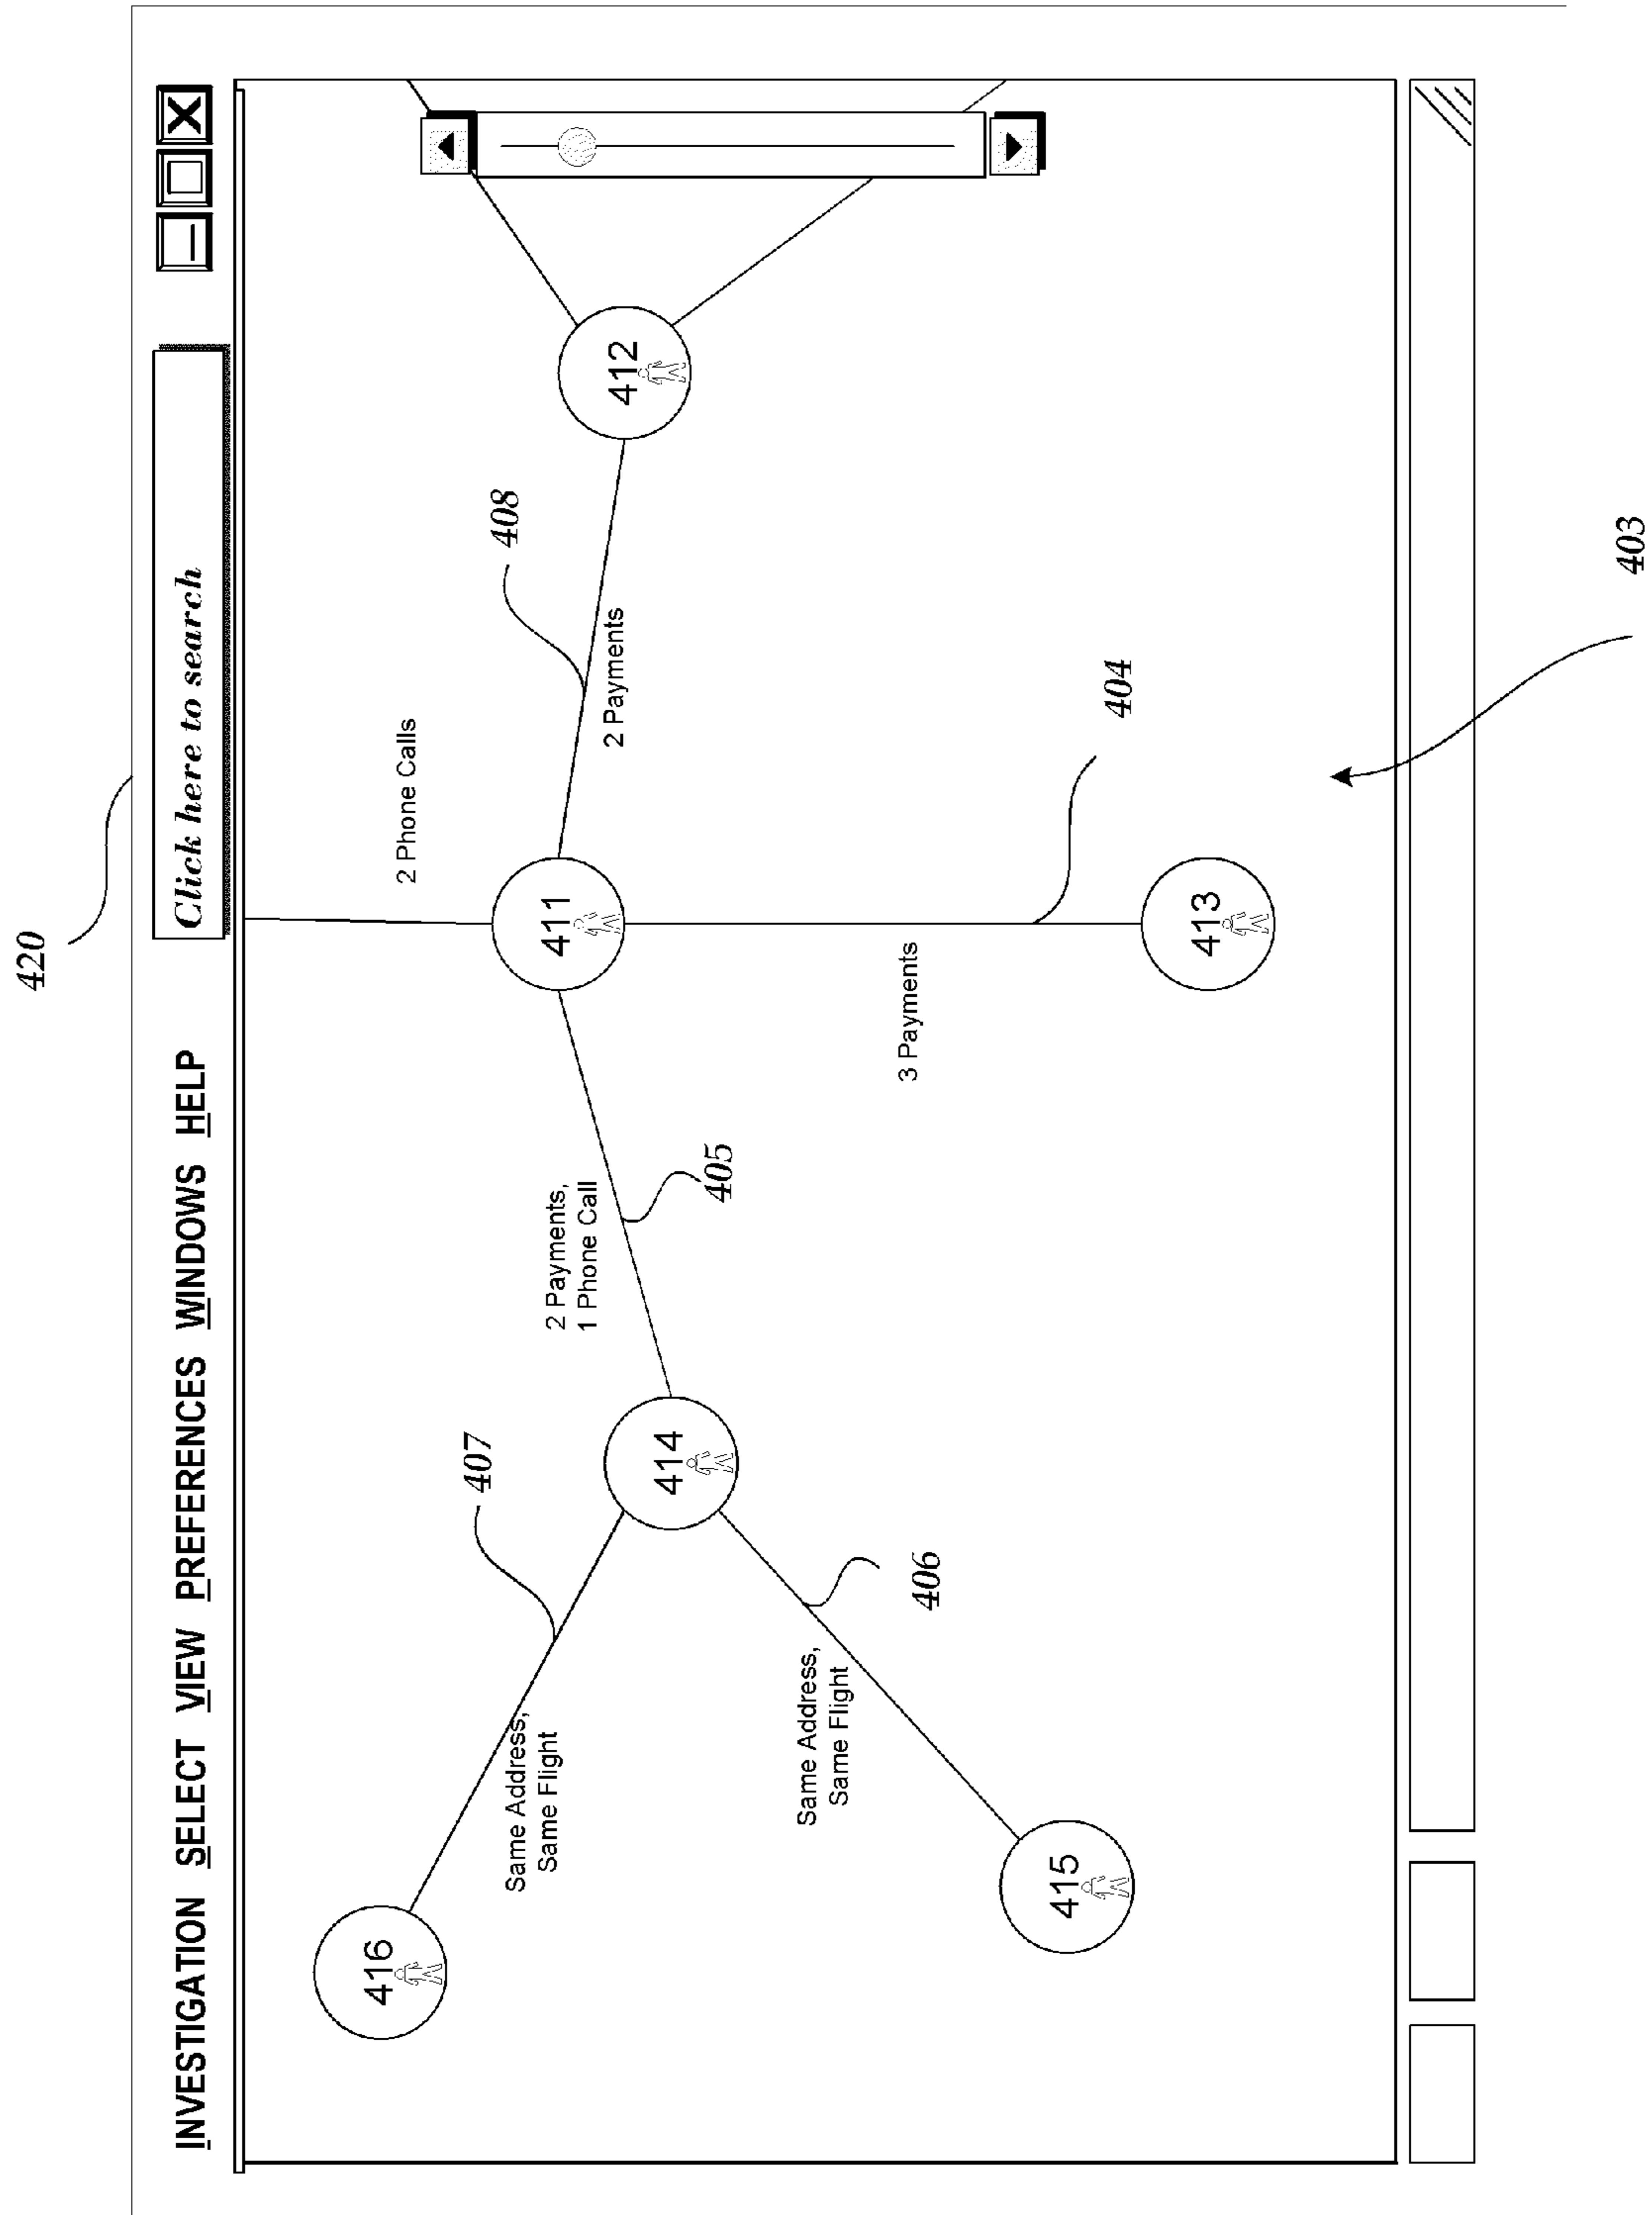 420
INVESTIGATION SELECT VIEW PREFERENCES WINDOWS HELP
Click here to search
2 Phone Calls
416
407
408
411
412
2 Payments,
1 Phone Call
2 Payments
Same Address,
Same Flight
414
405
3 Payments
406
Same Address,
Same Flight
415
404
413
403